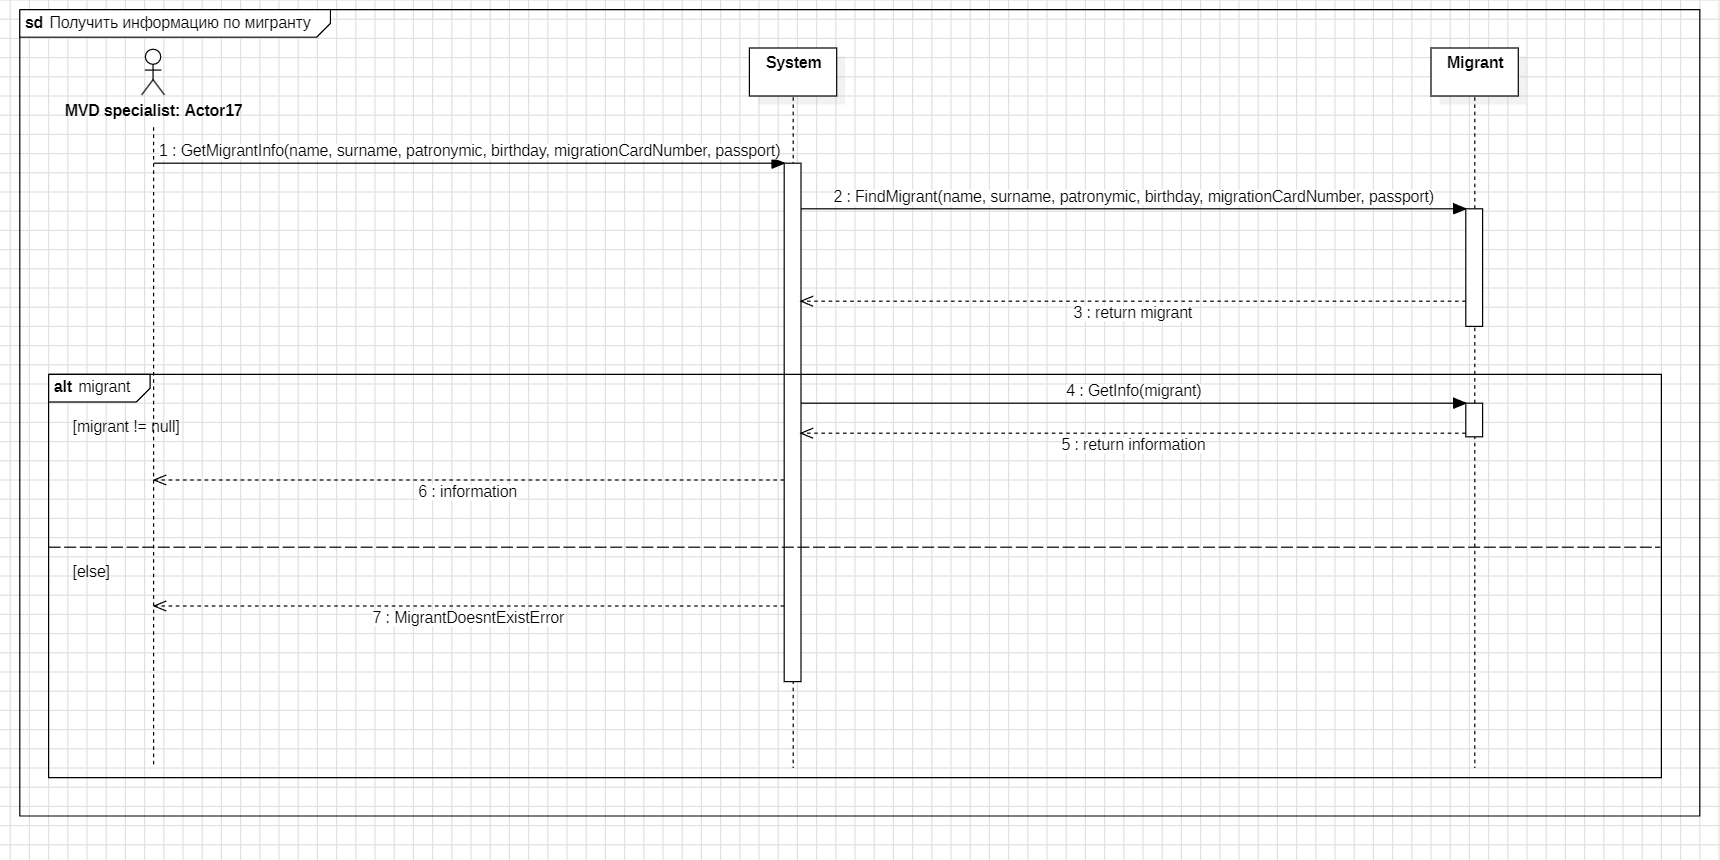 sd Получить информацию по мигранту
MVD specialist: Actor17
System
Migrant
1 : GetMigrantInfo(name, surname, patronymic, birthday, migrationCardNumber, passport)
2 : FindMigrant(name, surname, patronymic, birthday, migrationCardNumber, passport)
3 : return migrant
alt migrant
4 : GetInfo(migrant)
[migrant != null]
5 : return information
6 : information
[else]
7 : MigrantDoesntExistError